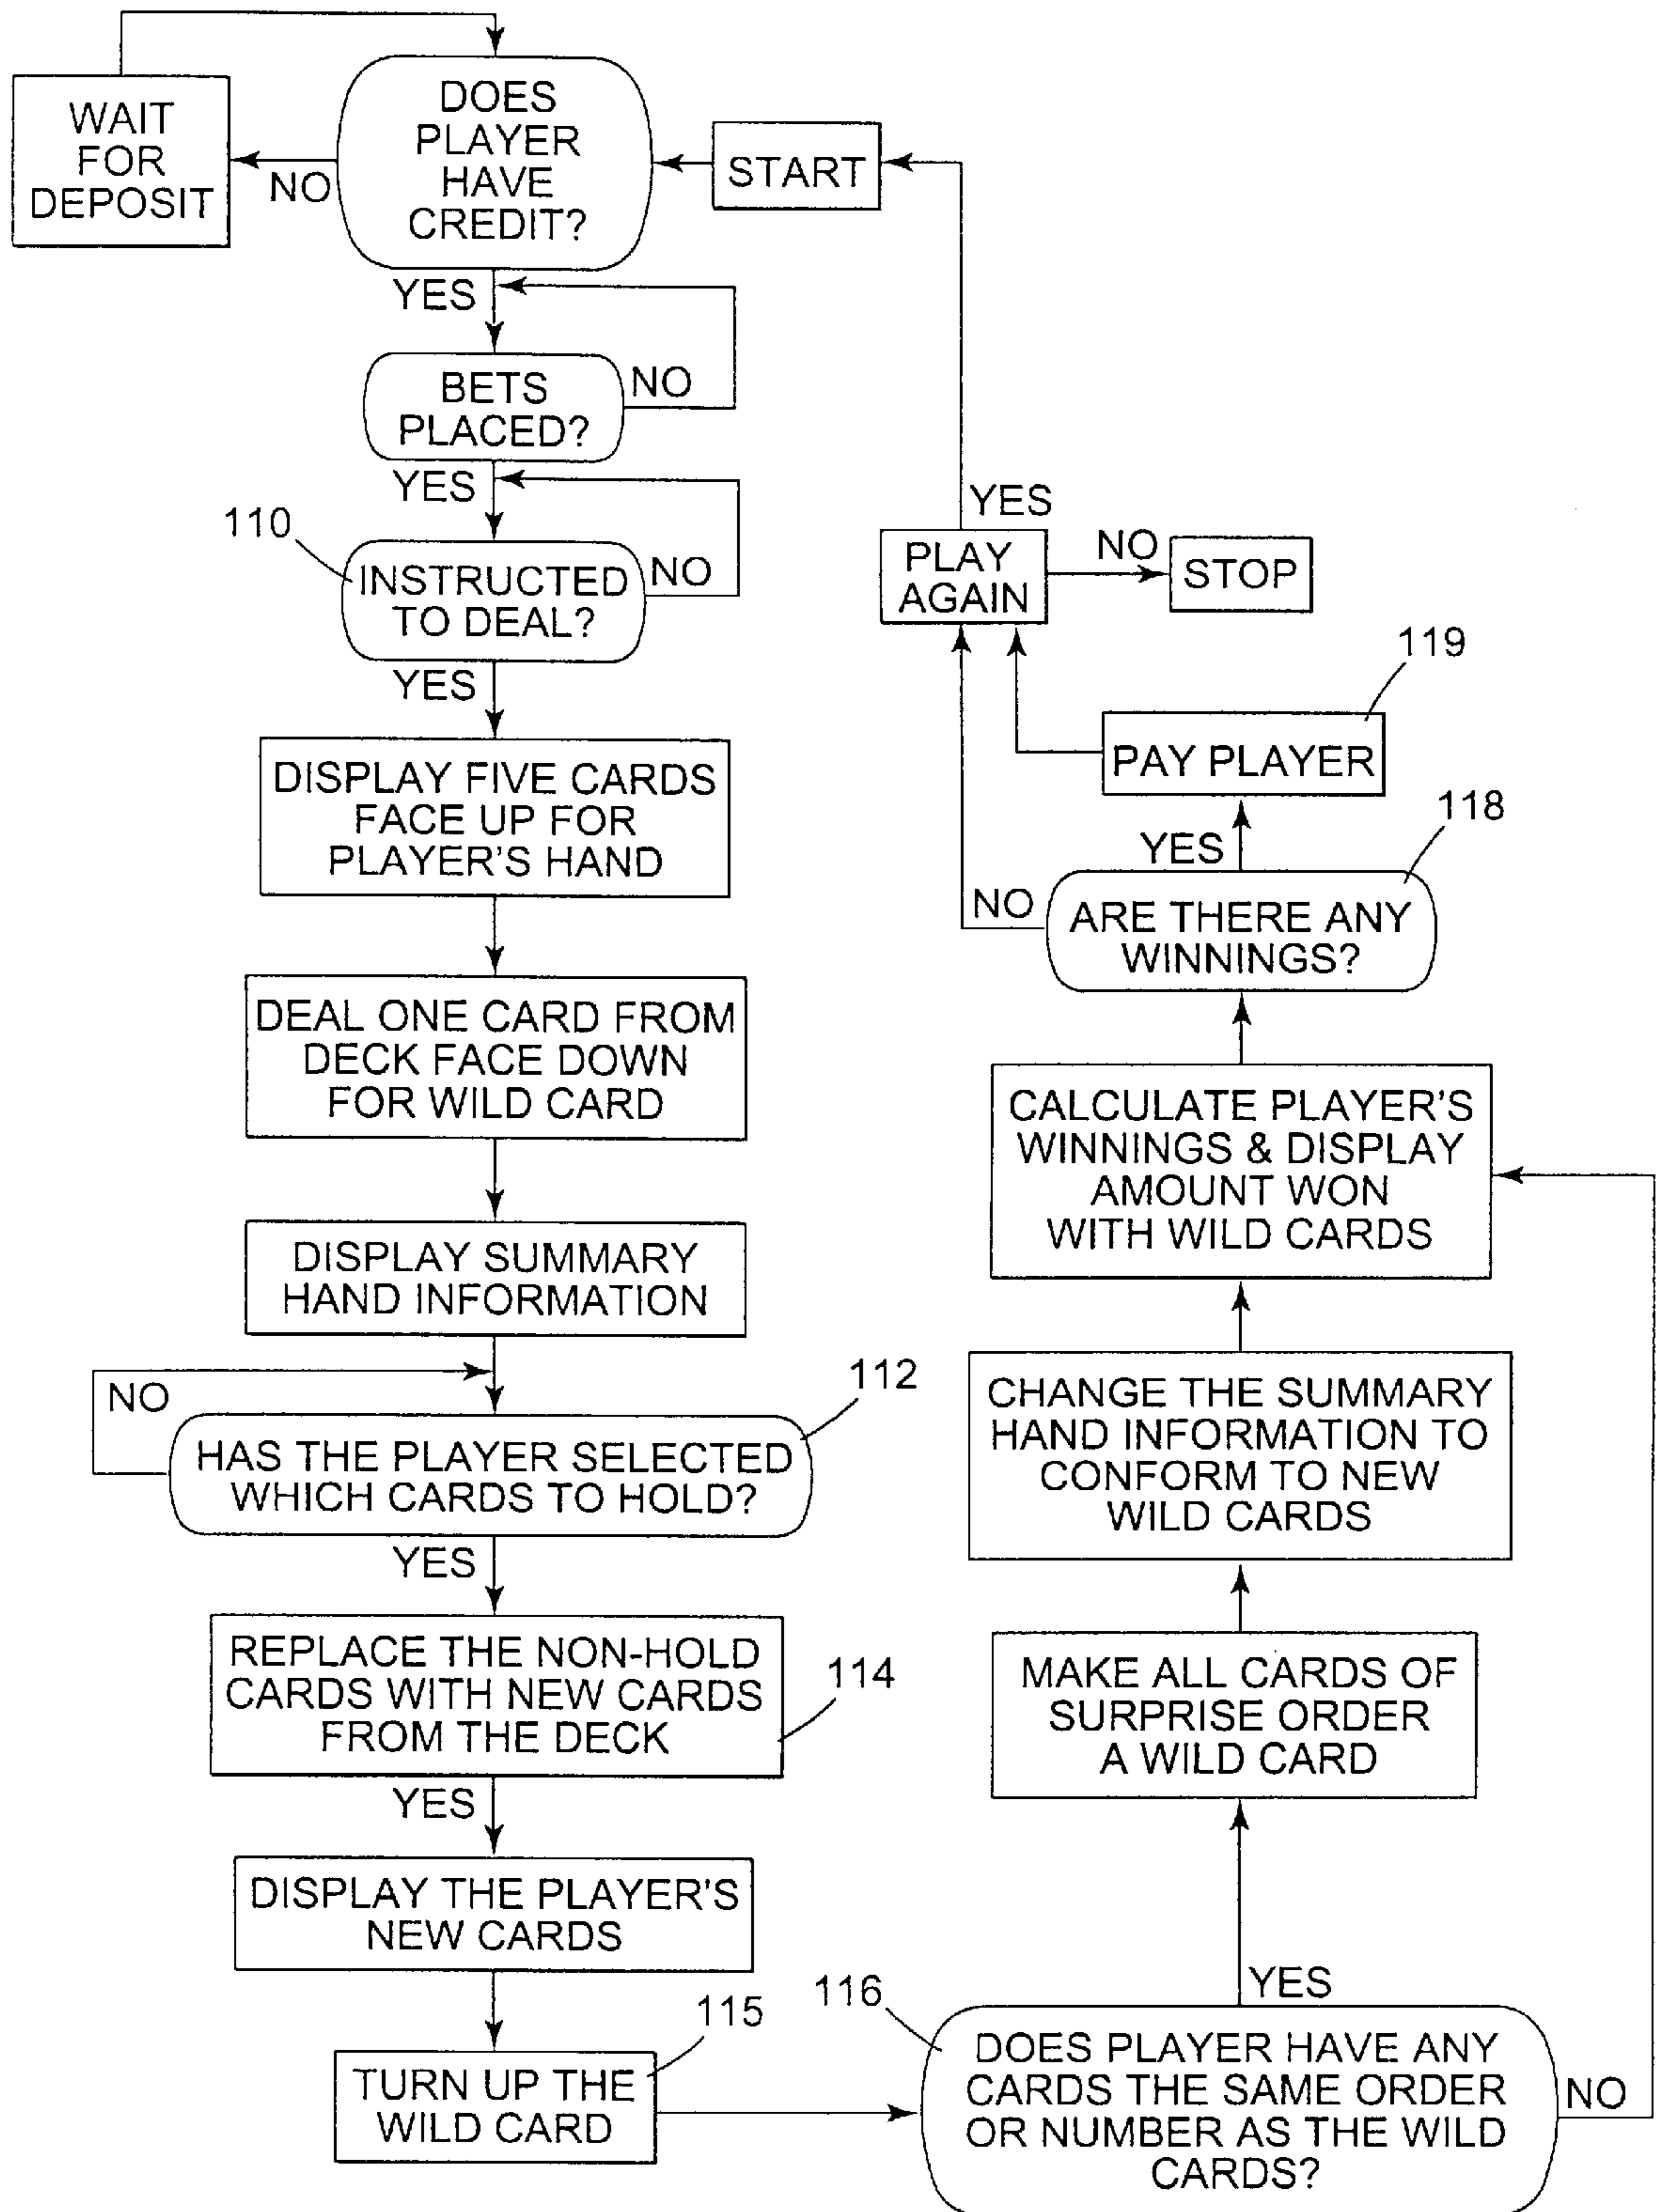 WAIT
FOR
DEPOSIT
NO
DOES
PLAYER
HAVE
CREDIT?
START
YES
BETS
PLACED?
NO
YES
110
INSTRUCTED
TO DEAL?
NO
YES
DISPLAY FIVE CARDS
FACE UP FOR
PLAYER'S HAND
DEAL ONE CARD FROM
DECK FACE DOWN
FOR WILD CARD
DISPLAY SUMMARY
HAND INFORMATION
NO
112
HAS THE PLAYER SELECTED
WHICH CARDS TO HOLD?
YES
REPLACE THE NON-HOLD
CARDS WITH NEW CARDS
FROM THE DECK
114
YES
DISPLAY THE PLAYER'S
NEW CARDS
115
TURN UP THE
WILD CARD
116
DOES PLAYER HAVE ANY
CARDS THE SAME ORDER
OR NUMBER AS THE WILD
CARDS?
NO
YES
MAKE ALL CARDS OF
SURPRISE ORDER
A WILD CARD
CHANGE THE SUMMARY
HAND INFORMATION TO
CONFORM TO NEW
WILD CARDS
CALCULATE PLAYER'S
WINNINGS & DISPLAY
AMOUNT WON
WITH WILD CARDS
118
ARE THERE ANY
WINNINGS?
NO
YES
119
PAY PLAYER
PLAY
AGAIN
NO
STOP
YES